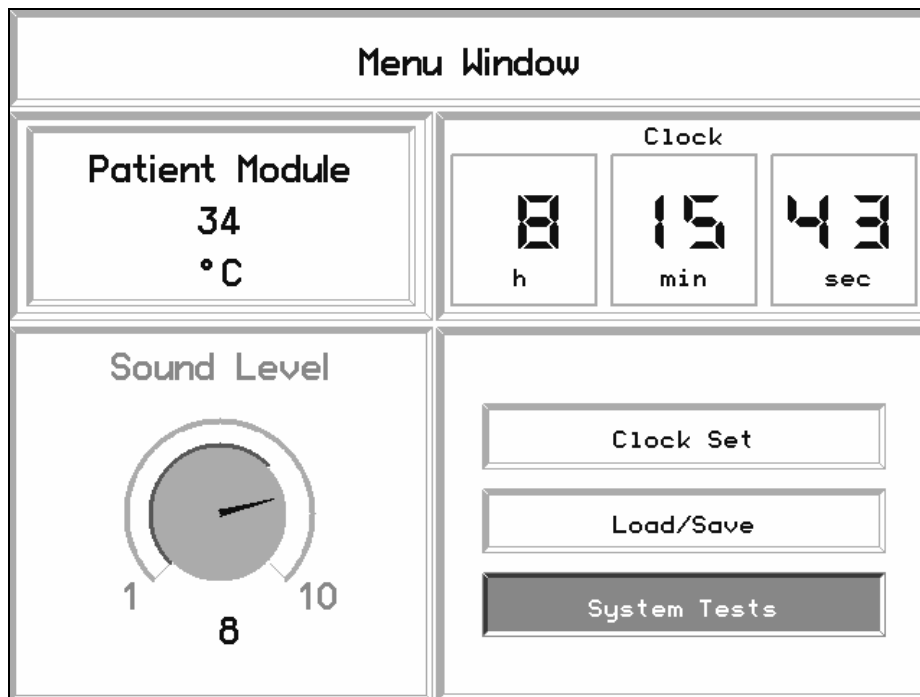 Menu Window
Patient Module
34
°C
Clock
8 15 43
h min sec
Sound Level
1 10
8
Clock Set
Load/Save
System Tests